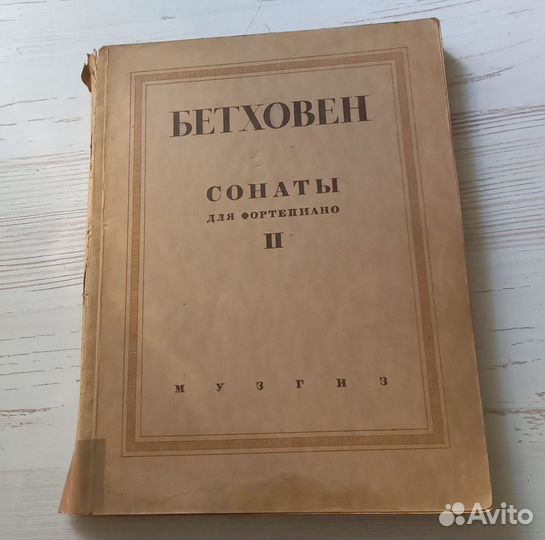 БЕТХОВЕН
СОНАТЫ
ДЛЯ ФОРТЕПИАНО
II
МУЗГИЗ
Avito